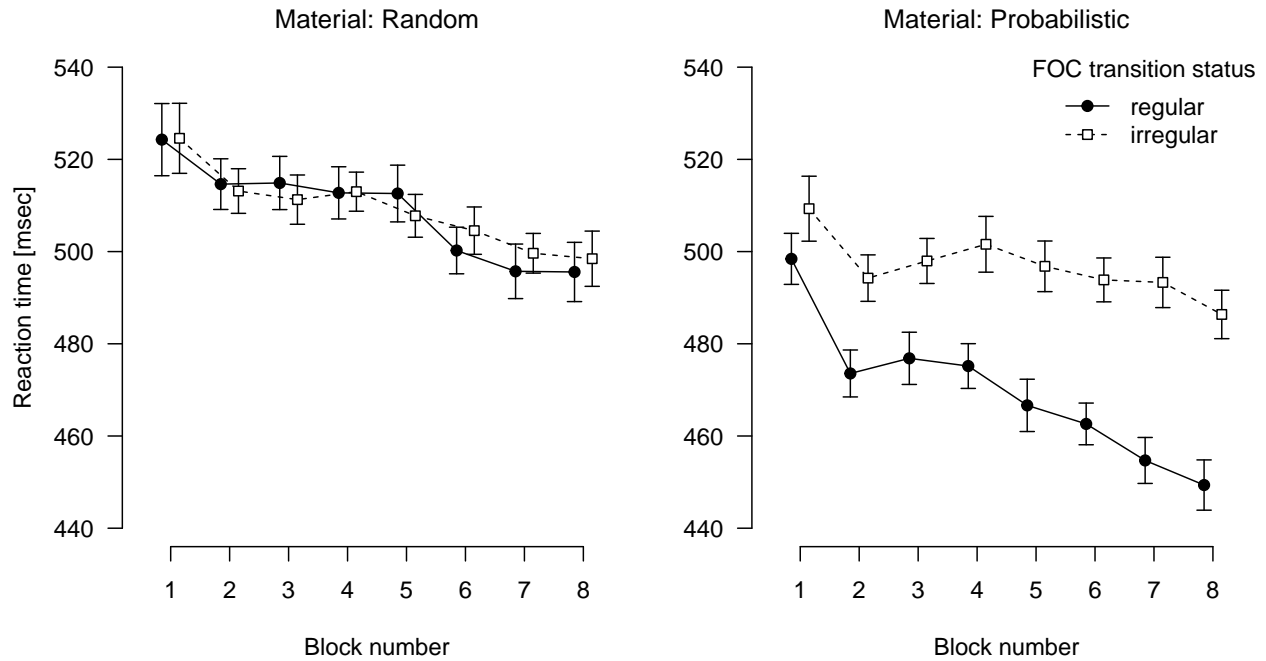 Material: Random
Reaction time [msec]
540
520
500
480
460
440
1 2 3 4 5 6 7 8
Block number
Material: Probabilistic
FOC transition status
regular
irregular
540
520
500
480
460
440
1 2 3 4 5 6 7 8
Block number